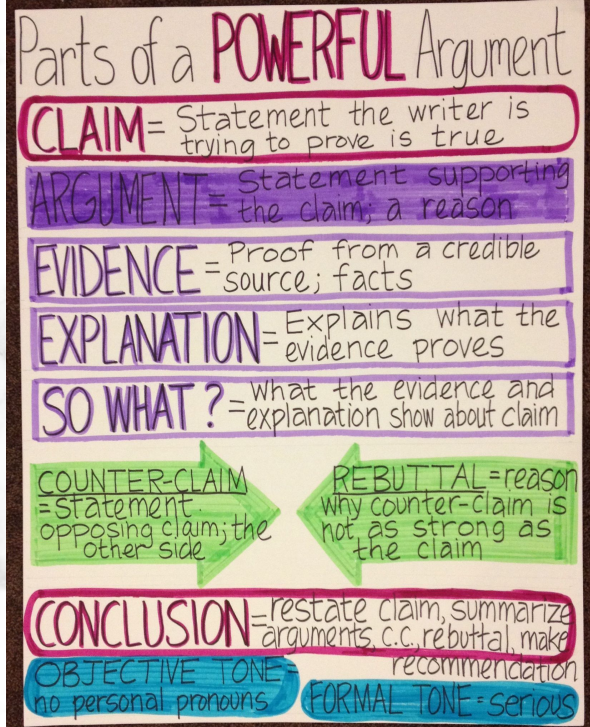 Parts of a POWERFUL Argument
CLAIM= Statement the writer is
trying to prove is true
ARGUMENT= Statement supporting
the claim; a reason
EVIDENCE= Proof from a credible
source; facts
EXPLANATION= Explains what the
evidence proves
SO WHAT?= What the evidence and
explanation show about claim
COUNTER-CLAIM
=statement
opposing claim; the
other side
REBUTTAL=reason
why counter-claim is
not as strong as
the claim
CONCLUSION=restate claim, summarize
arguments, c.c., rebuttal, make
recommendation
OBJECTIVE TONE=
no personal pronouns
FORMAL TONE=serious